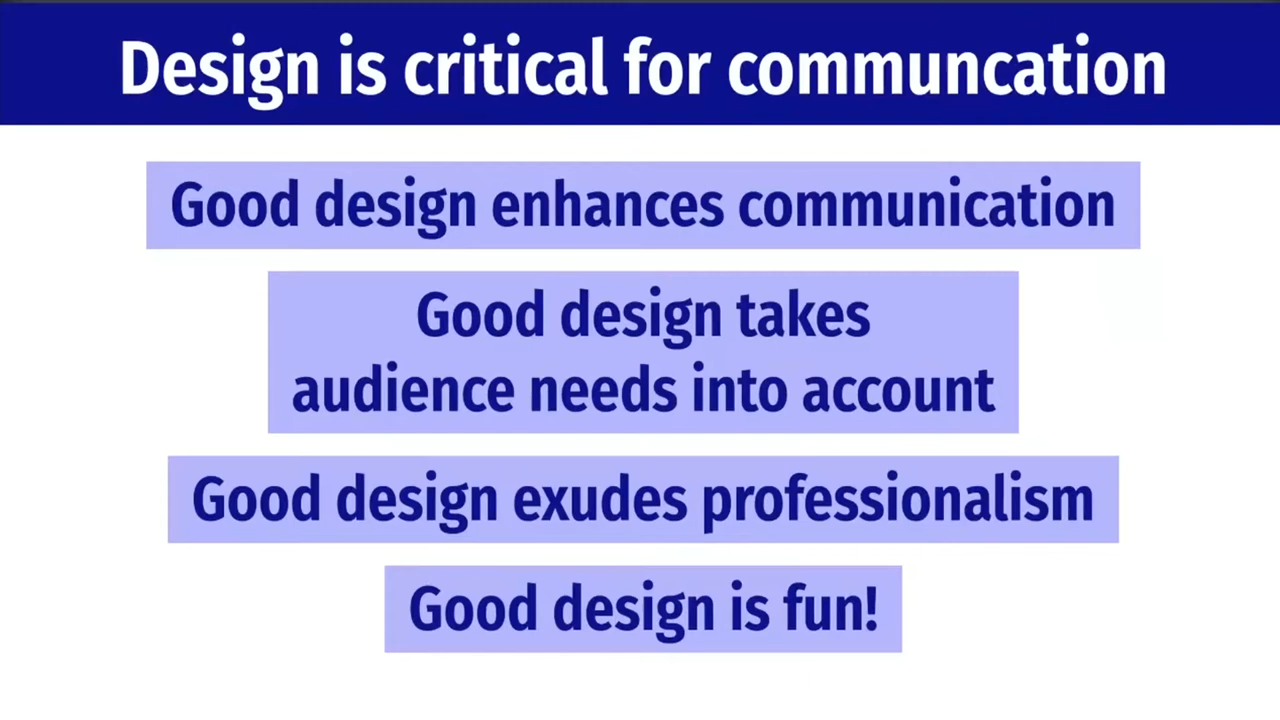 Design is critical for communcation
Good design enhances communication
Good design takes
audience needs into account
Good design exudes professionalism
Good design is fun!